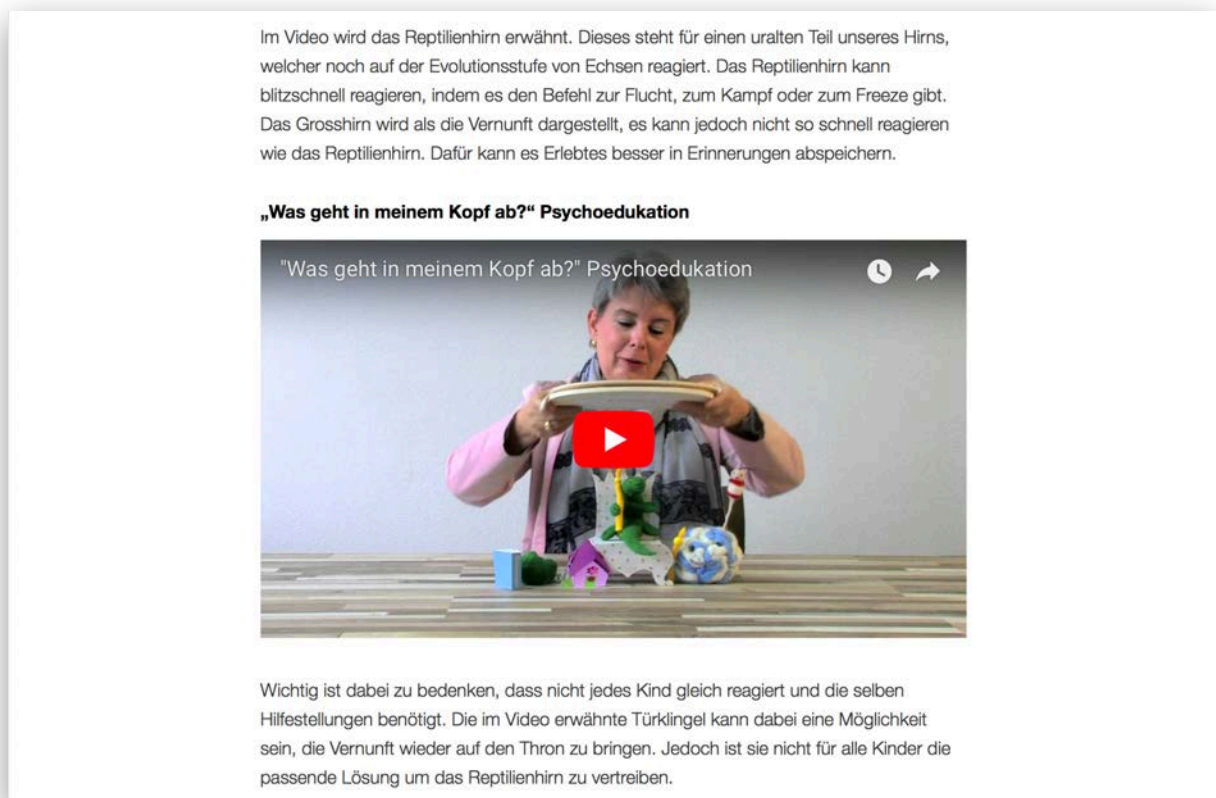 Im Video wird das Reptilienhirn erwähnt. Dieses steht für einen uralten Teil unseres Hirns,
welcher noch auf der Evolutionsstufe von Echsen reagiert. Das Reptilienhirn kann
blitzschnell reagieren, indem es den Befehl zur Flucht, zum Kampf oder zum Freeze gibt.
Das Grosshirn wird als die Vernunft dargestellt, es kann jedoch nicht so schnell reagieren
wie das Reptilienhirn. Dafür kann es Erlebtes besser in Erinnerungen abspeichern.
„Was geht in meinem Kopf ab?“ Psychoedukation
"Was geht in meinem Kopf ab?" Psychoedukation
Wichtig ist dabei zu bedenken, dass nicht jedes Kind gleich reagiert und die selben
Hilfestellungen benötigt. Die im Video erwähnte Türklingel kann dabei eine Möglichkeit
sein, die Vernunft wieder auf den Thron zu bringen. Jedoch ist sie nicht für alle Kinder die
passende Lösung um das Reptilienhirn zu vertreiben.